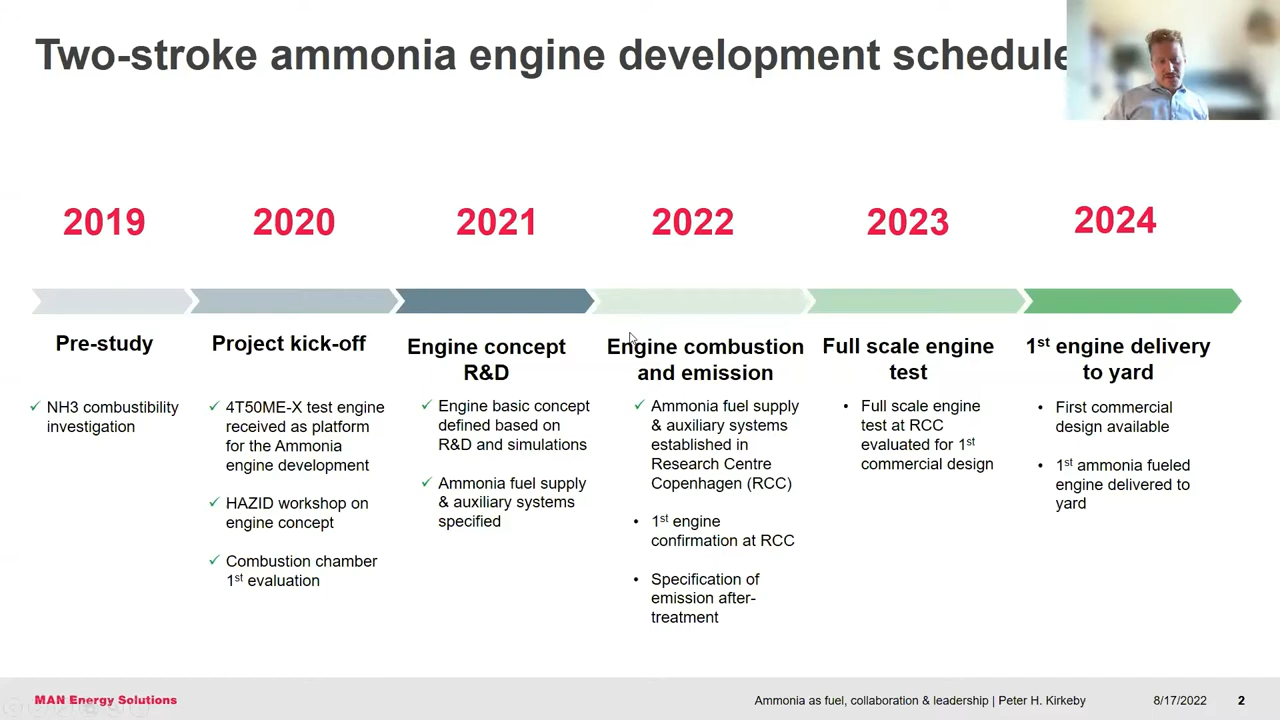 Two-stroke ammonia engine development schedule
2019
2020
2021
2022
2023
2024
Pre-study
NH3 combustibility
investigation
Project kick-off
4T50ME-X test engine
received as platform
for the Ammonia
engine development
HAZID workshop on
engine concept
Combustion chamber
1st evaluation
Engine concept
R&D
Engine basic concept
defined based on
R&D and simulations
Ammonia fuel supply
& auxiliary systems
specified
Engine combustion
and emission
Ammonia fuel supply
& auxiliary systems
established in
Research Centre
Copenhagen (RCC)
1st engine
confirmation at RCC
Specification of
emission after-
treatment
Full scale engine
test
Full scale engine
test at RCC
evaluated for 1st
commercial design
1st engine delivery
to yard
First commercial
design available
1st ammonia fueled
engine delivered to
yard
MAN Energy Solutions
Ammonia as fuel, collaboration & leadership | Peter H. Kirkeby
8/17/2022
2